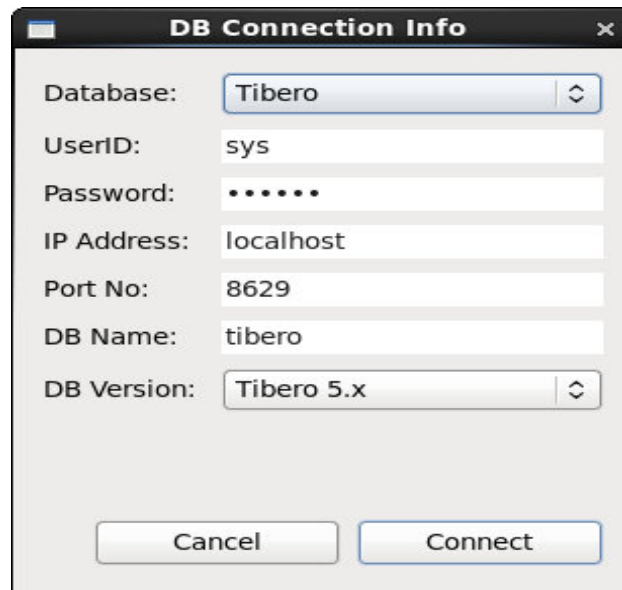 DB Connection Info
Database: Tibero
UserID: sys
Password: ••••••
IP Address: localhost
Port No: 8629
DB Name: tibero
DB Version: Tibero 5.x
Cancel Connect